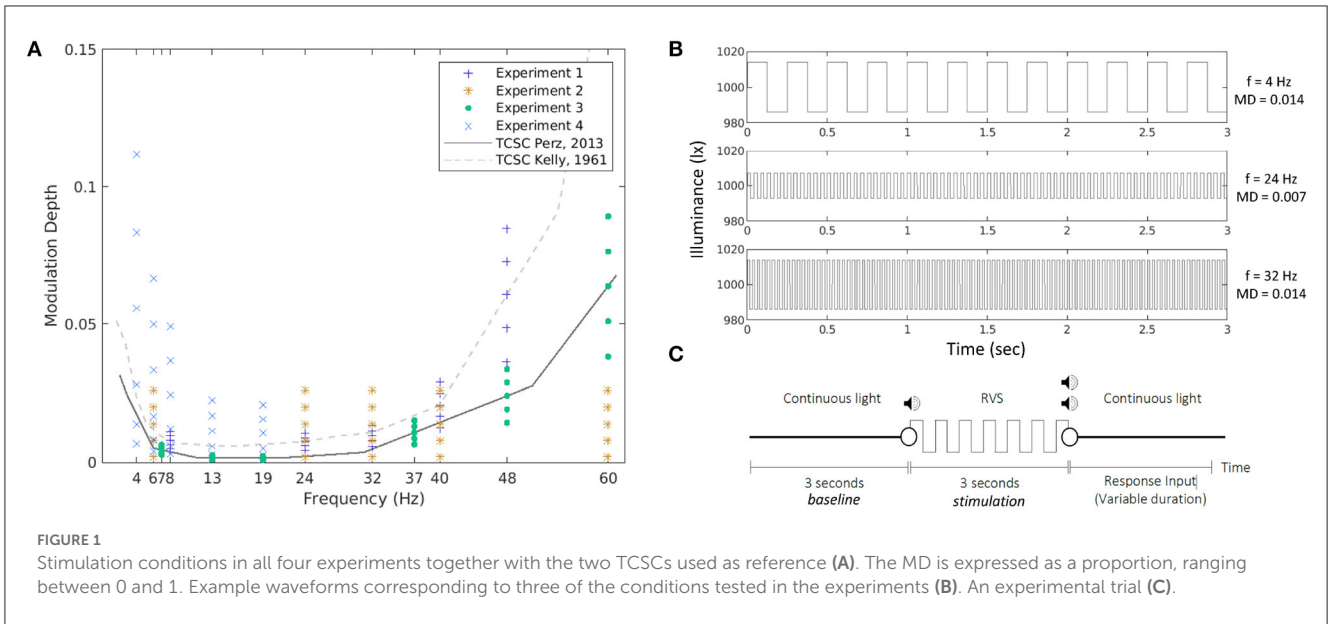 A
0.15
0.1
0.05
0
Modulation Depth
4 6 7 8 13 19 24 32 37 40 48 60
Frequency (Hz)
Experiment 1
Experiment 2
Experiment 3
Experiment 4
TCSC Perz, 2013
TCSC Kelly, 1961
B
1020
1000
980
0 0.5 1 1.5 2 2.5 3
f = 4 Hz
MD = 0.014
1020
1000
980
0 0.5 1 1.5 2 2.5 3
f = 24 Hz
MD = 0.007
1020
1000
980
0 0.5 1 1.5 2 2.5 3
f = 32 Hz
MD = 0.014
Illuminance (lx)
Time (sec)
C
Continuous light
RVS
Continuous light
Time
3 seconds
baseline
3 seconds
stimulation
Response Input
(Variable duration)
FIGURE 1
Stimulation conditions in all four experiments together with the two TCSCs used as reference (A). The MD is expressed as a proportion, ranging
between 0 and 1. Example waveforms corresponding to three of the conditions tested in the experiments (B). An experimental trial (C).